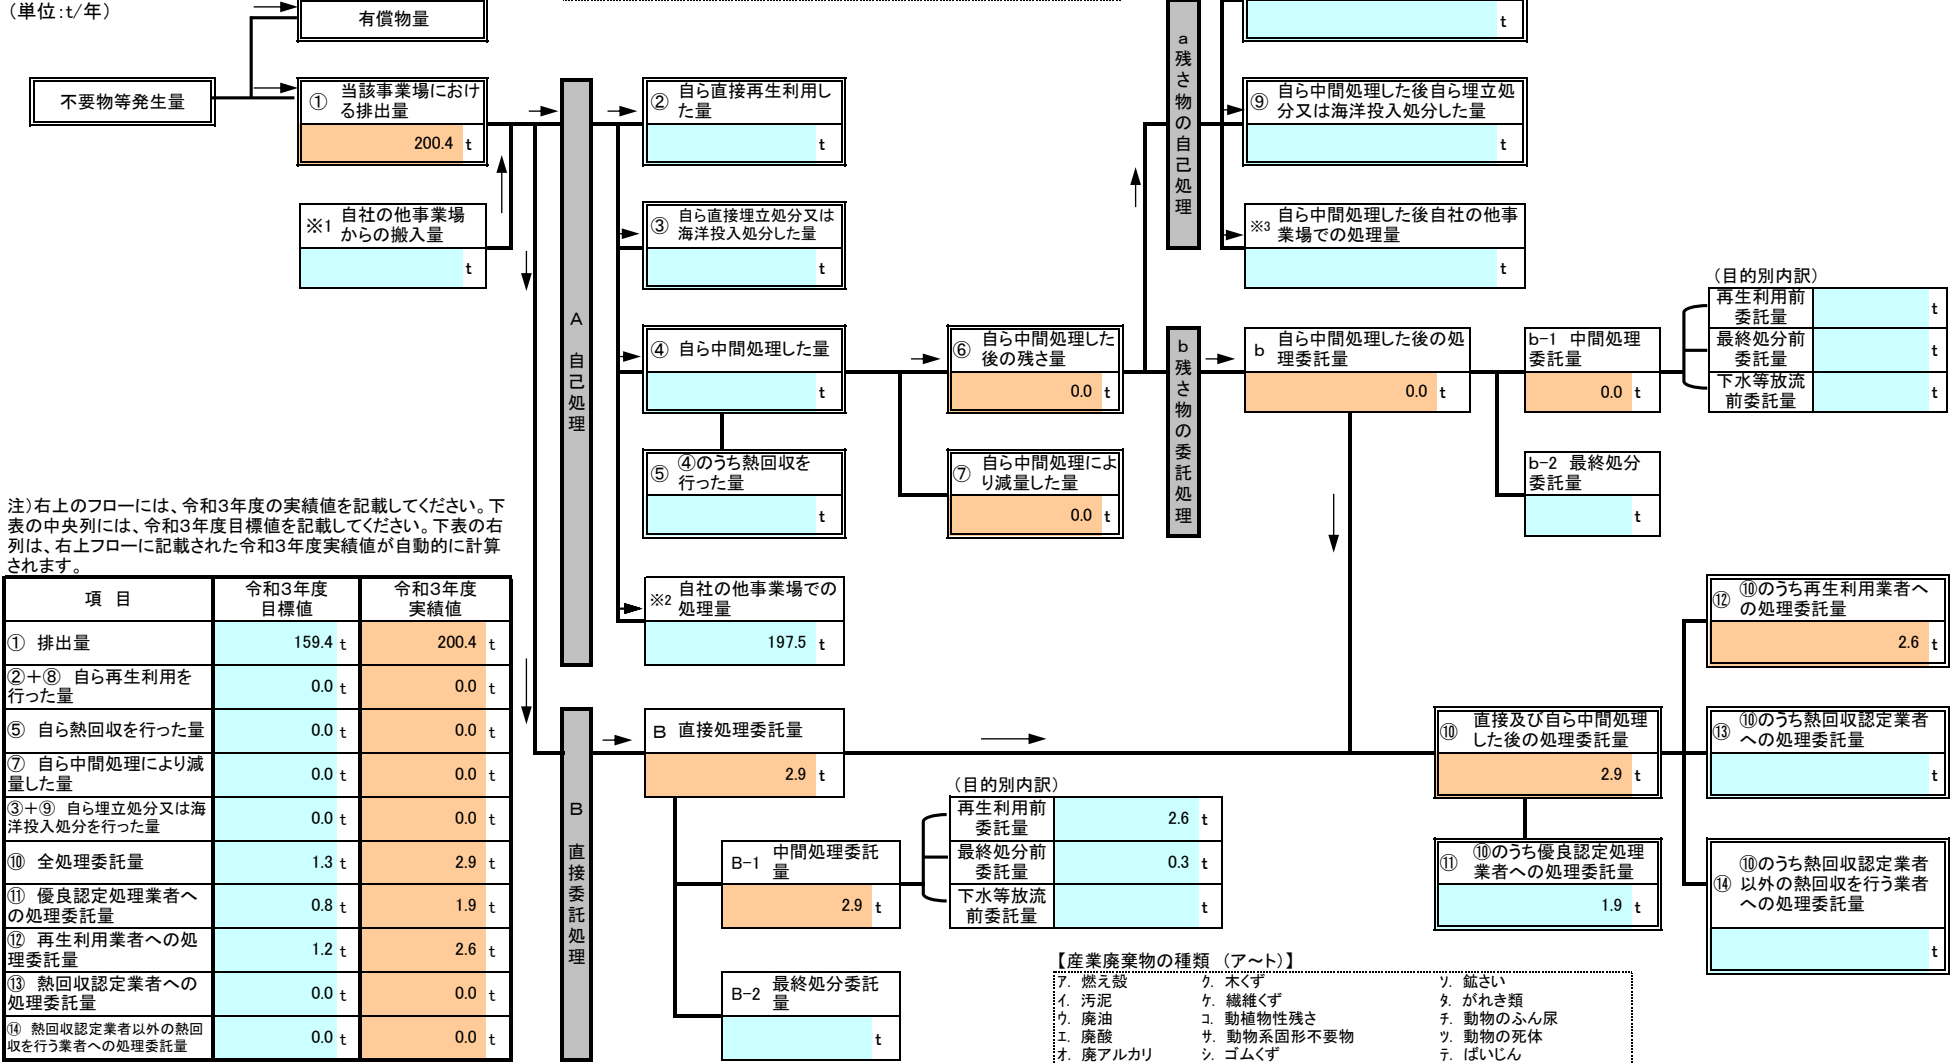 （単位：t/年）
有償物量
不要物等発生量
① 当該事業場におけ
る排出量
200.4 t
※1 自社の他事業場
からの搬入量
t
A 自己処理
② 自ら直接再生利用し
た量
t
③ 自ら直接埋立処分又は
海洋投入処分した量
t
④ 自ら中間処理した量
t
⑤ ④のうち熱回収を
行った量
t
※2 自社の他事業場での
処理量
197.5 t
⑥ 自ら中間処理した
後の残さ量
0.0 t
⑦ 自ら中間処理によ
り減量した量
0.0 t
a 残さ物の自己処理
t
⑨ 自ら中間処理した後自ら埋立処
分又は海洋投入処分した量
t
※3 自ら中間処理した後自社の他事
業場での処理量
t
b 残さ物の委託処理
b 自ら中間処理した後の処
理委託量
0.0 t
b-1 中間処理
委託量
0.0 t
b-2 最終処分
委託量
t
（目的別内訳）
再生利用前
委託量
t
最終処分前
委託量
t
下水等放流
前委託量
t
注）右上のフローには、令和3年度の実績値を記載してください。下
表の中央列には、令和3年度目標値を記載してください。下表の右
列は、右上フローに記載された令和3年度実績値が自動的に計算
されます。
項 目 令和3年度 目標値 令和3年度 実績値
① 排出量 159.4 t 200.4 t
②＋⑧ 自ら再生利用を
行った量 0.0 t 0.0 t
⑤ 自ら熱回収を行った量 0.0 t 0.0 t
⑦ 自ら中間処理により減
量した量 0.0 t 0.0 t
③＋⑨ 自ら埋立処分又は海
洋投入処分を行った量 0.0 t 0.0 t
⑩ 全処理委託量 1.3 t 2.9 t
⑪ 優良認定処理業者へ
の処理委託量 0.8 t 1.9 t
⑫ 再生利用業者への処
理委託量 1.2 t 2.6 t
⑬ 熱回収認定業者への
処理委託量 0.0 t 0.0 t
⑭ 熱回収認定業者以外の熱回
収を行う業者への処理委託量 0.0 t 0.0 t
B 直接委託処理
B 直接処理委託量
2.9 t
B-1 中間処理委託
量
2.9 t
B-2 最終処分委託
量
t
（目的別内訳）
再生利用前
委託量
2.6 t
最終処分前
委託量
0.3 t
下水等放流
前委託量
t
⑩ 直接及び自ら中間処理
した後の処理委託量
2.9 t
⑪ ⑩のうち優良認定処理
業者への処理委託量
1.9 t
⑫ ⑩のうち再生利用業者へ
の処理委託量
2.6 t
⑬ ⑩のうち熱回収認定業者
への処理委託量
t
⑭ ⑩のうち熱回収認定業者
以外の熱回収を行う業者
への処理委託量
t
【産業廃棄物の種類 （ア～ト）】
ｱ. 燃え殻 ｸ. 木くず ｿ. 鉱さい
ｲ. 汚泥 ｹ. 繊維くず ﾀ. がれき類
ｳ. 廃油 ｺ. 動植物性残さ ﾁ. 動物のふん尿
ｴ. 廃酸 ｻ. 動物系固形不要物 ﾂ. 動物の死体
ｵ. 廃アルカリ ｼ. ゴムくず ﾃ. ばいじん